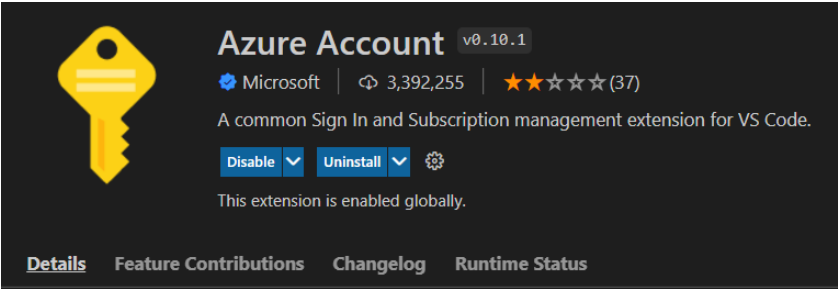 Azure Account v0.10.1
Microsoft 3,392,255 (37)
A common Sign In and Subscription management extension for VS Code.
Disable Uninstall
This extension is enabled globally.
Details Feature Contributions Changelog Runtime Status